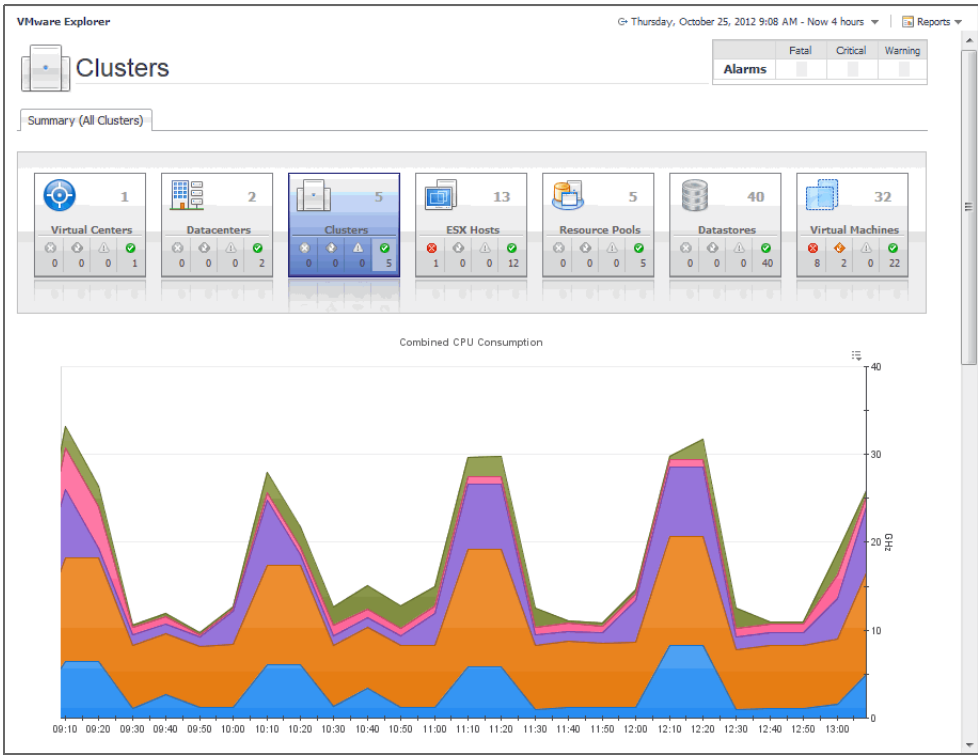 VMware Explorer
Thursday, October 25, 2012 9:08 AM - Now 4 hours
Reports
Clusters
Fatal Critical Warning
Alarms
Summary (All Clusters)
1 2 5 13 5 40 32
Virtual Centers Datacenters Clusters ESX Hosts Resource Pools Datastores Virtual Machines
0 0 0 1 0 0 0 2 0 0 0 5 1 0 0 12 0 0 0 5 0 0 0 40 8 2 0 22
Combined CPU Consumption
40
30
20
GHz
10
0
09:10 09:20 09:30 09:40 09:50 10:00 10:10 10:20 10:30 10:40 10:50 11:00 11:10 11:20 11:30 11:40 11:50 12:00 12:10 12:20 12:30 12:40 12:50 13:00